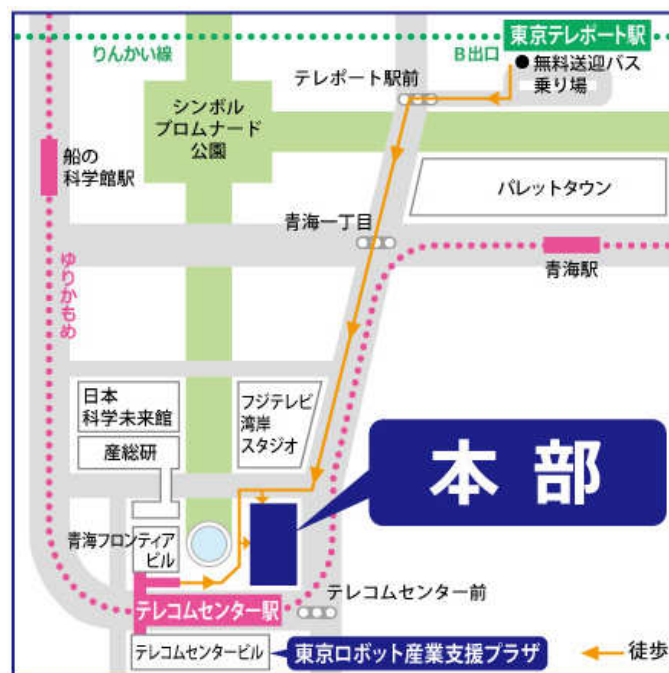 東京テレポート駅
りんかい線
B出口
無料送迎バス
乗り場
テレポート駅前
シンボル
プロムナード
公園
船の
科学館駅
パレットタウン
青海一丁目
青海駅
ゆりかもめ
日本
科学未来館
フジテレビ
湾岸
スタジオ
産総研
本部
青海フロンティア
ビル
テレコムセンター駅
テレコムセンター前
テレコムセンタービル
東京ロボット産業支援プラザ
徒歩